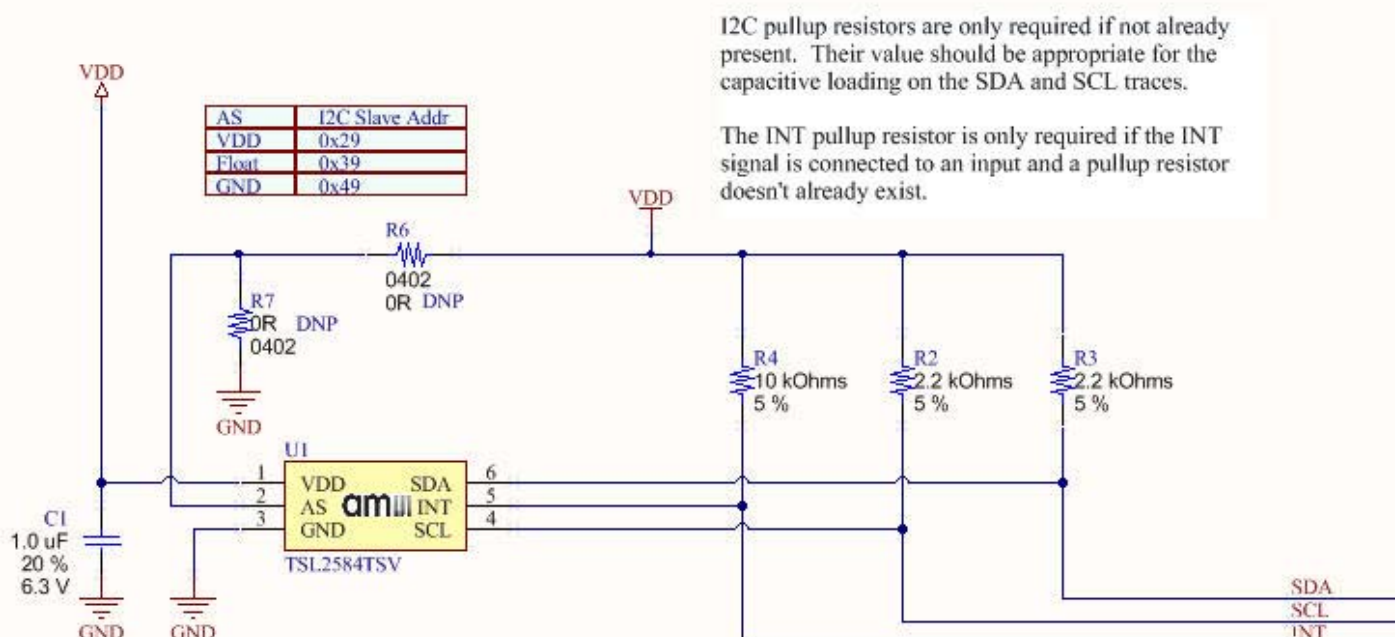 I2C pullup resistors are only required if not already
present. Their value should be appropriate for the
capacitive loading on the SDA and SCL traces.
The INT pullup resistor is only required if the INT
signal is connected to an input and a pullup resistor
doesn't already exist.
VDD
AS I2C Slave Addr
VDD 0x29
Float 0x39
GND 0x49
VDD
R6
0402
0R DNP
R7
0R DNP
0402
GND
R4
10 kOhms
5 %
R2
2.2 kOhms
5 %
R3
2.2 kOhms
5 %
U1
1 VDD SDA 6
2 AS am INT 5
3 GND SCL 4
TSL2584TSV
C1
1.0 uF
20 %
6.3 V
GND
GND
SDA
SCL
INT